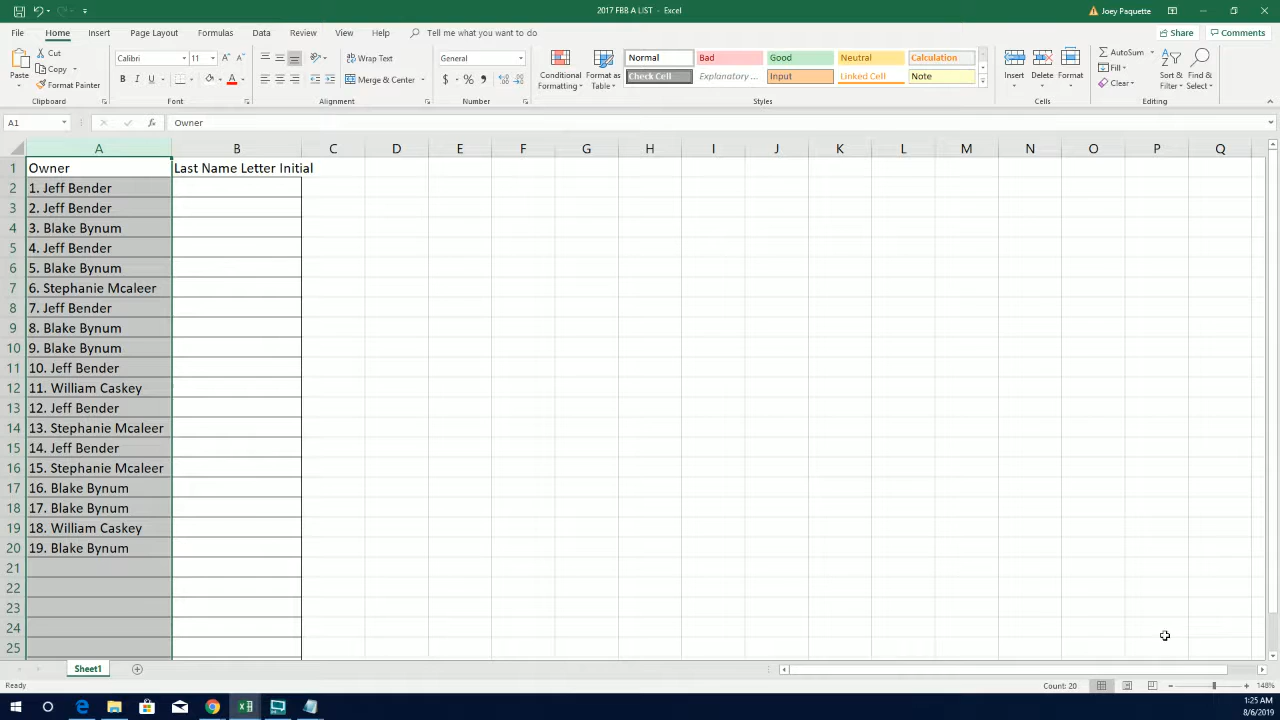 2017 FBB A LIST - Excel
Joey Paquette
File Home Insert Page Layout Formulas Data Review View Help Tell me what you want to do
Share Comments
Paste Cut Copy Format Painter
Calibri 11
Wrap Text
Merge & Center
General
Conditional Formatting Format as Table
Normal Bad Good Neutral Calculation
Check Cell Explanatory ... Input Linked Cell Note
Insert Delete Format
AutoSum Fill Clear
Sort & Filter Find & Select
Clipboard Font Alignment Number Styles Cells Editing
A1 fx Owner
A B C D E F G H I J K L M N O P Q
1 Owner Last Name Letter Initial
2 1. Jeff Bender
3 2. Jeff Bender
4 3. Blake Bynum
5 4. Jeff Bender
6 5. Blake Bynum
7 6. Stephanie Mcaleer
8 7. Jeff Bender
9 8. Blake Bynum
10 9. Blake Bynum
11 10. Jeff Bender
12 11. William Caskey
13 12. Jeff Bender
14 13. Stephanie Mcaleer
15 14. Jeff Bender
16 15. Stephanie Mcaleer
17 16. Blake Bynum
18 17. Blake Bynum
19 18. William Caskey
20 19. Blake Bynum
21
22
23
24
25
Sheet1
Ready Count: 20 148%
1:25 AM
8/6/2019